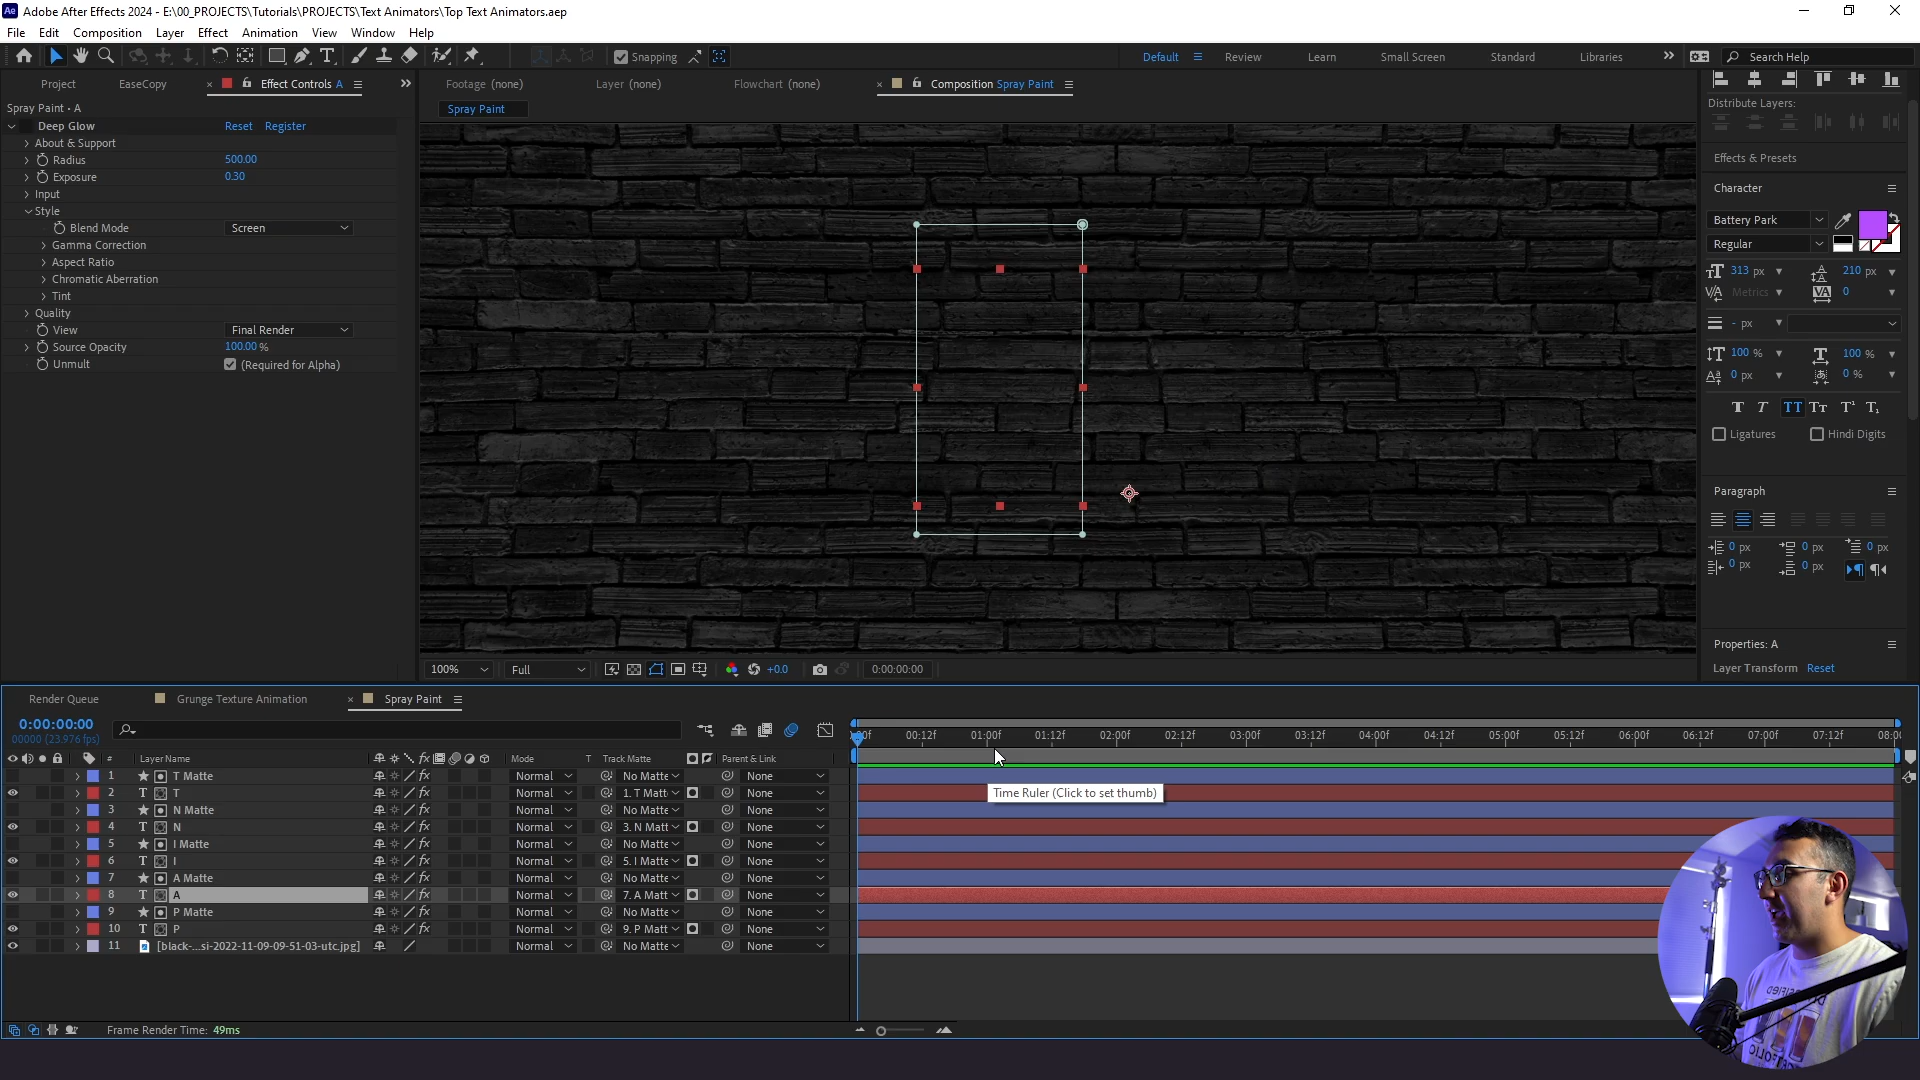 Adobe After Effects 2024 - E:\00_PROJECTS\Tutorials\PROJECTS\Text Animators\Top Text Animators.aep
File Edit Composition Layer Effect Animation View Window Help
Snapping
Default Review Learn Small Screen Standard Libraries Search Help
Project EaseCopy Effect Controls A
Footage (none) Layer (none) Flowchart (none) Composition Spray Paint
Spray Paint • A
Spray Paint
Deep Glow Reset Register
About & Support
Radius 500.00
Exposure 0.30
Input
Style
Blend Mode Screen
Gamma Correction
Aspect Ratio
Chromatic Aberration
Tint
Quality
View Final Render
Source Opacity 100.00 %
Unmult (Required for Alpha)
Distribute Layers:
Effects & Presets
Character
Battery Park
Regular
313 px 210 px
Metrics 0
- px
100 % 100 %
0 px 0 %
Ligatures Hindi Digits
Paragraph
0 px 0 px 0 px
0 px 0 px
Properties: A
Layer Transform Reset
100% Full +0.0 0:00:00:00
Render Queue Grunge Texture Animation Spray Paint
0:00:00:00
00000 (23.976 fps)
00:12f 01:00f 01:12f 02:00f 02:12f 03:00f 03:12f 04:00f 04:12f 05:00f 05:12f 06:00f 06:12f 07:00f 07:12f 08:0
# Layer Name Mode T Track Matte Parent & Link
1 T Matte Normal No Matte None
2 T Normal 1. T Matt None
3 N Matte Normal No Matte None
4 N Normal 3. N Matt None
5 I Matte Normal No Matte None
6 I Normal 5. I Matte None
7 A Matte Normal No Matte None
8 A Normal 7. A Matt None
9 P Matte Normal No Matte None
10 P Normal 9. P Matt None
11 [black-...si-2022-11-09-09-51-03-utc.jpg] Normal No Matte None
Time Ruler (Click to set thumb)
Frame Render Time: 49ms